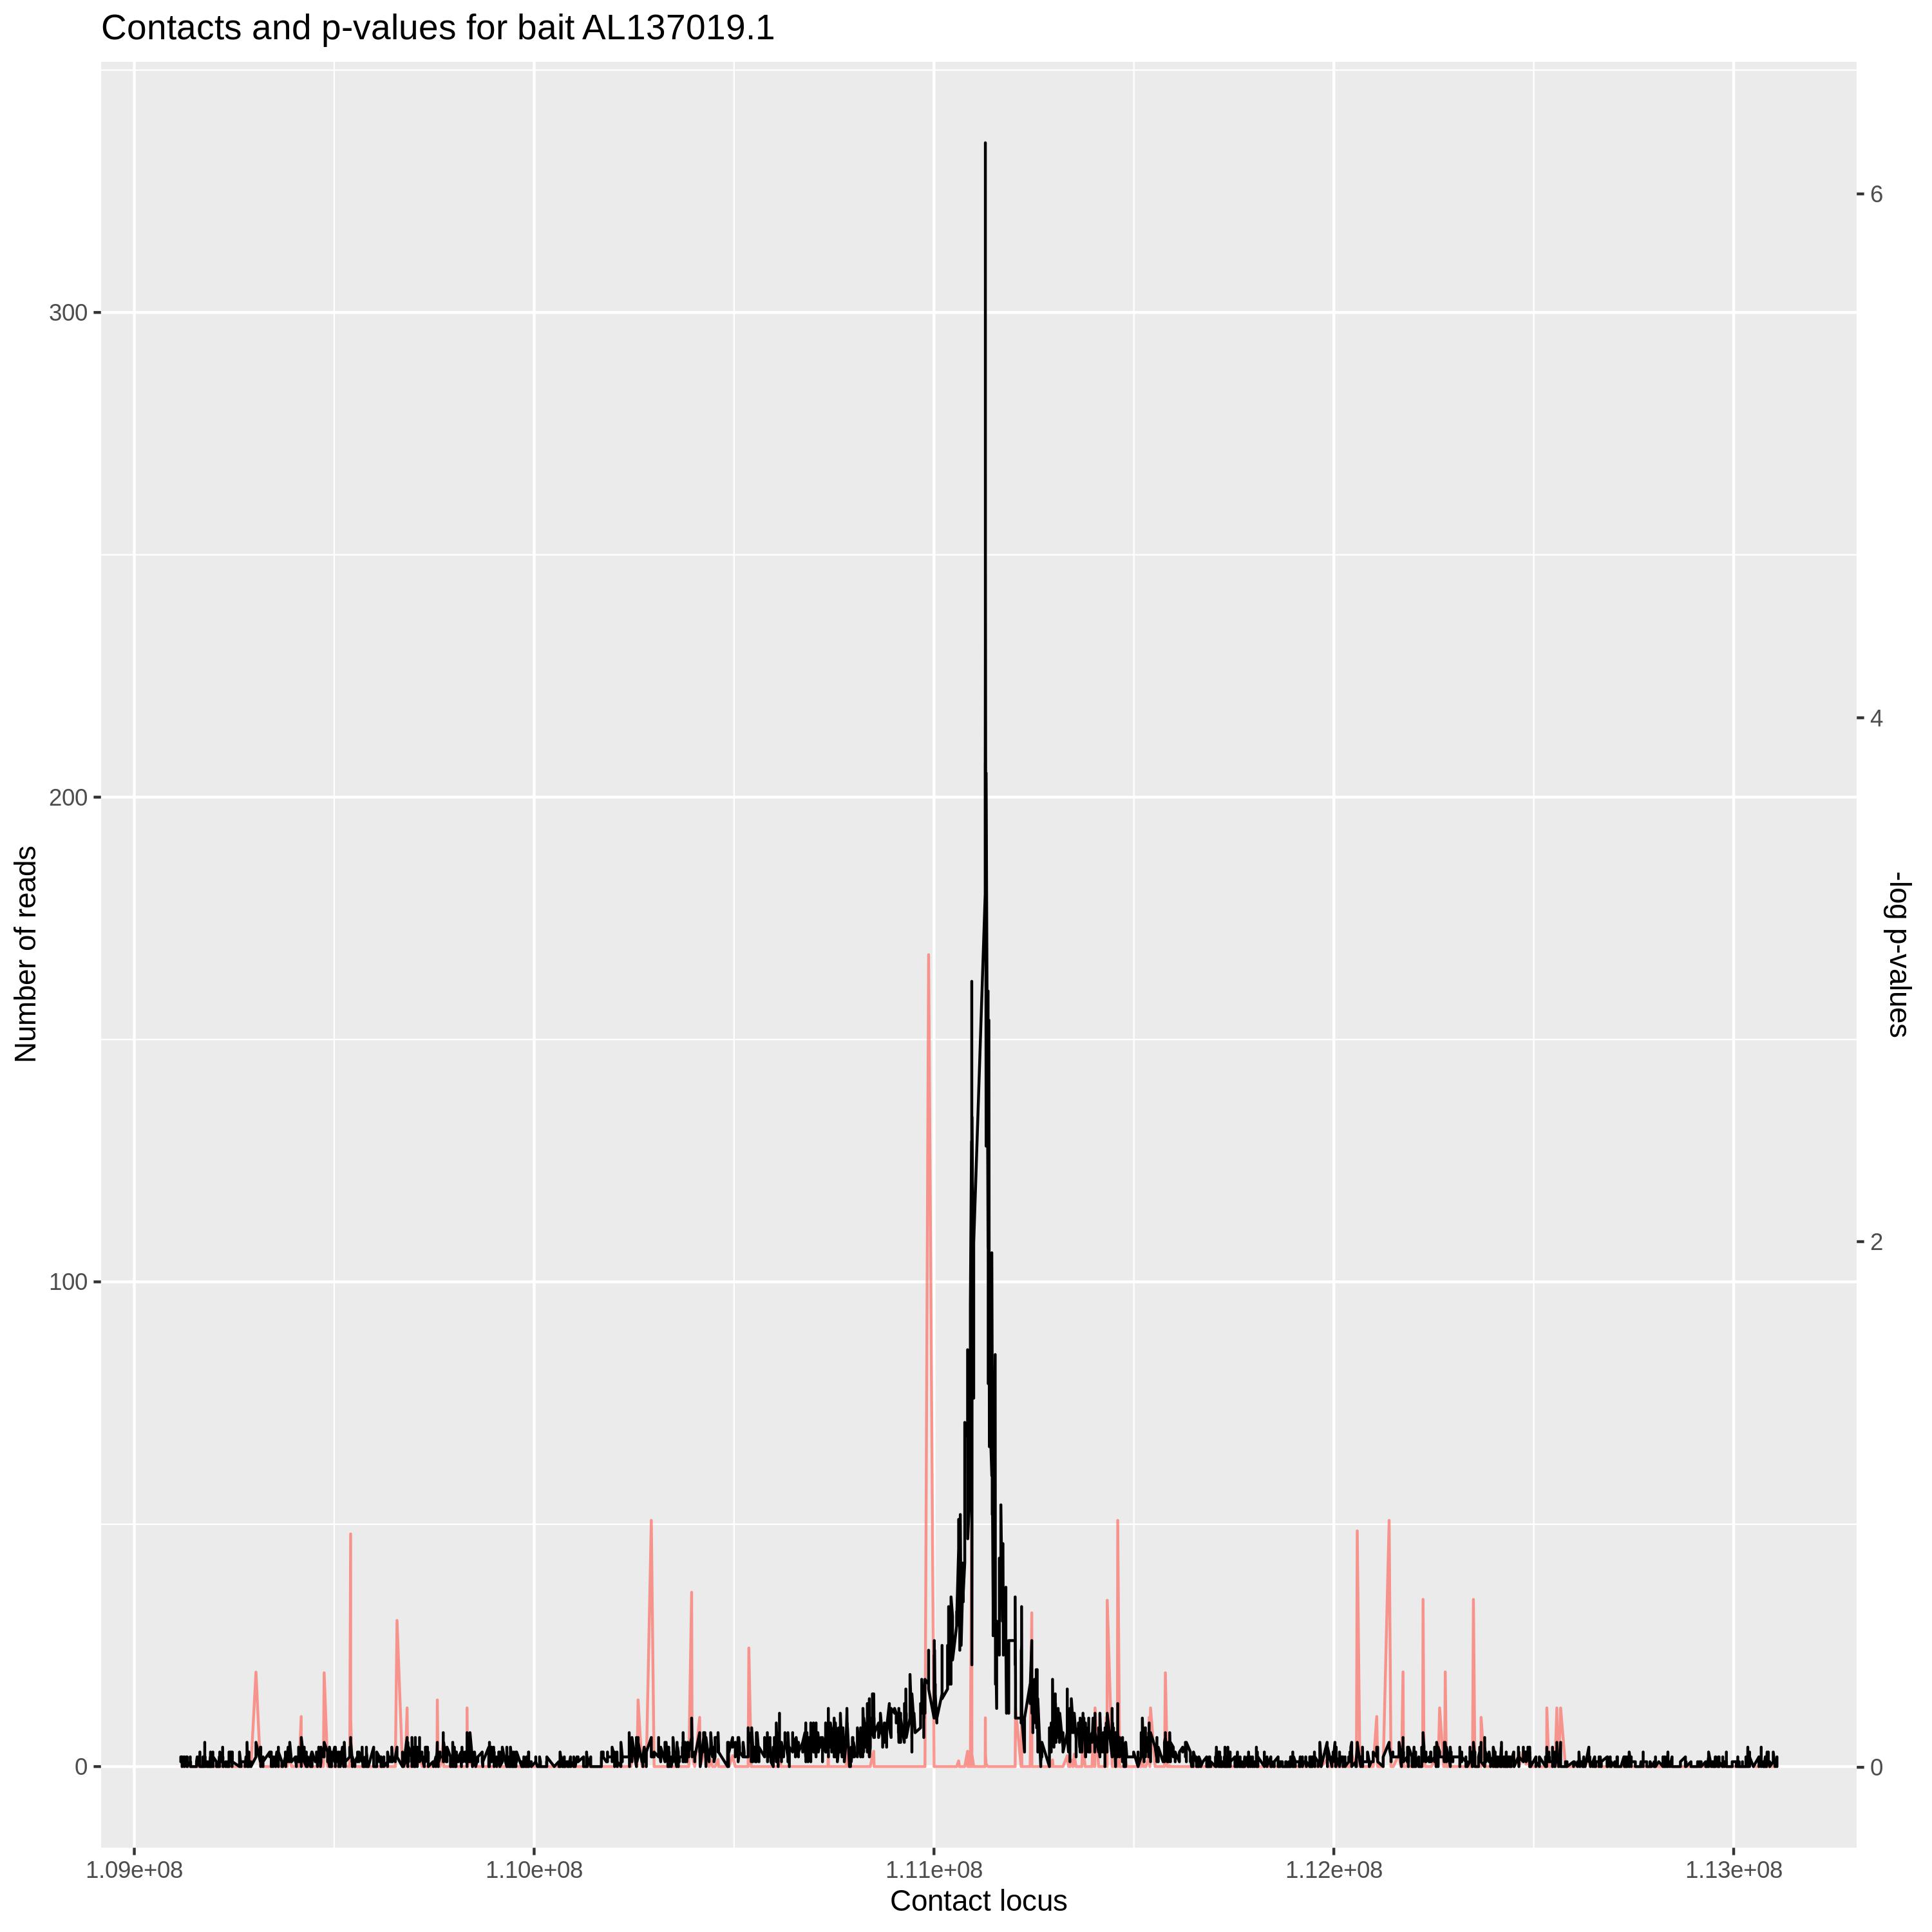 Contacts and p-values for bait AL137019.1
Number of reads
300
200
100
0
-log p-values
6
4
2
0
1.09e+08 1.10e+08 1.11e+08 1.12e+08 1.13e+08
Contact locus